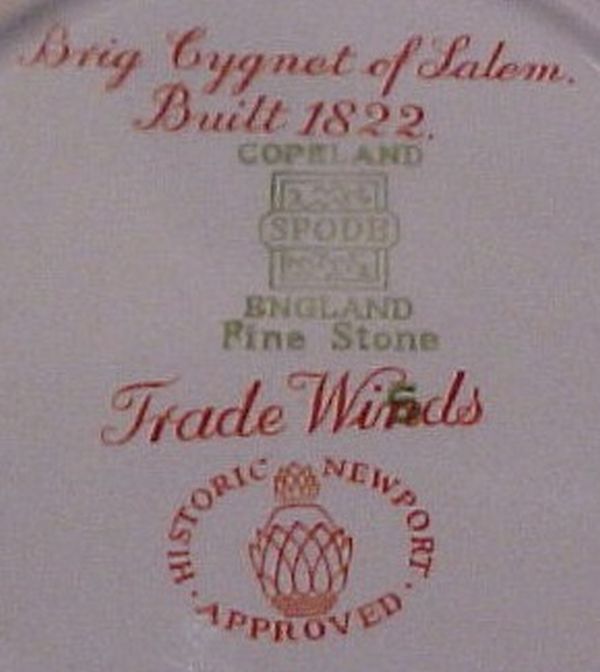 Brig Cygnet of Salem.
Built 1822.
COPELAND
SPODE
ENGLAND
Fine Stone
Trade Winds
HISTORIC NEWPORT
· APPROVED ·